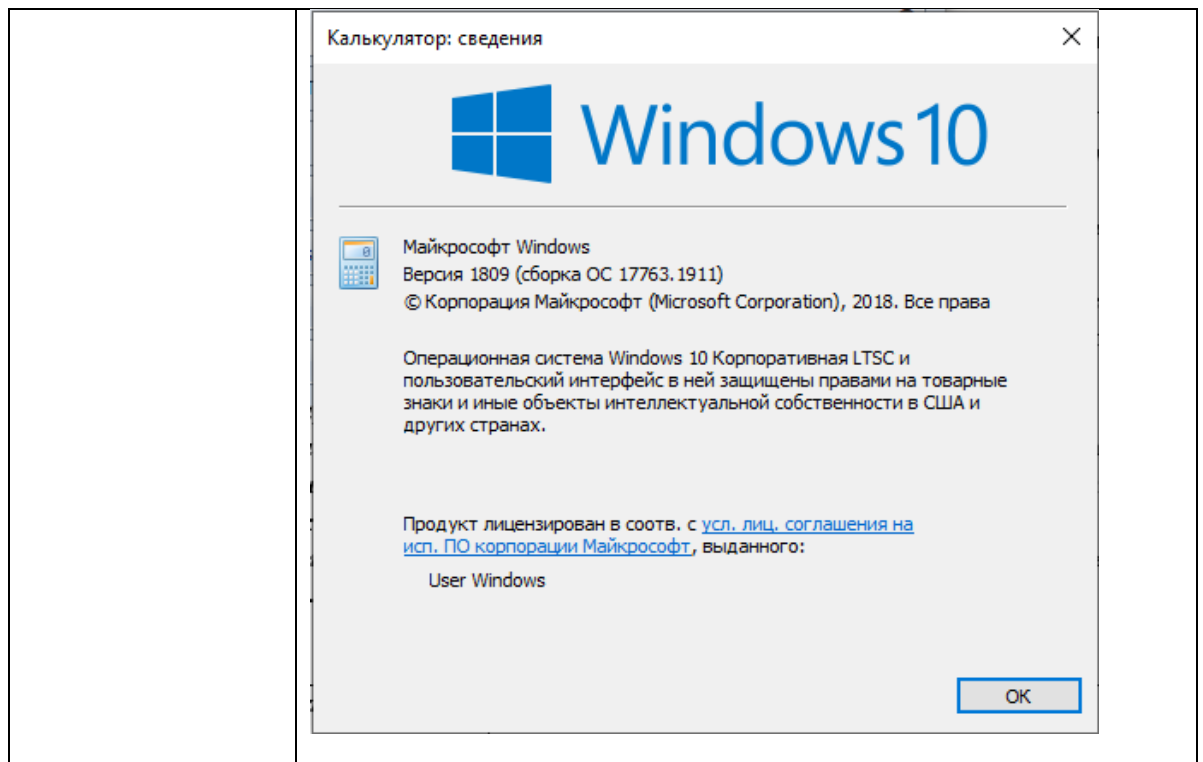 Калькулятор: сведения
Windows 10
Майкрософт Windows
Версия 1809 (сборка ОС 17763.1911)
© Корпорация Майкрософт (Microsoft Corporation), 2018. Все права
Операционная система Windows 10 Корпоративная LTSC и
пользовательский интерфейс в ней защищены правами на товарные
знаки и иные объекты интеллектуальной собственности в США и
других странах.
Продукт лицензирован в соотв. с усл. лиц. соглашения на
исп. ПО корпорации Майкрософт, выданного:
User Windows
ОК